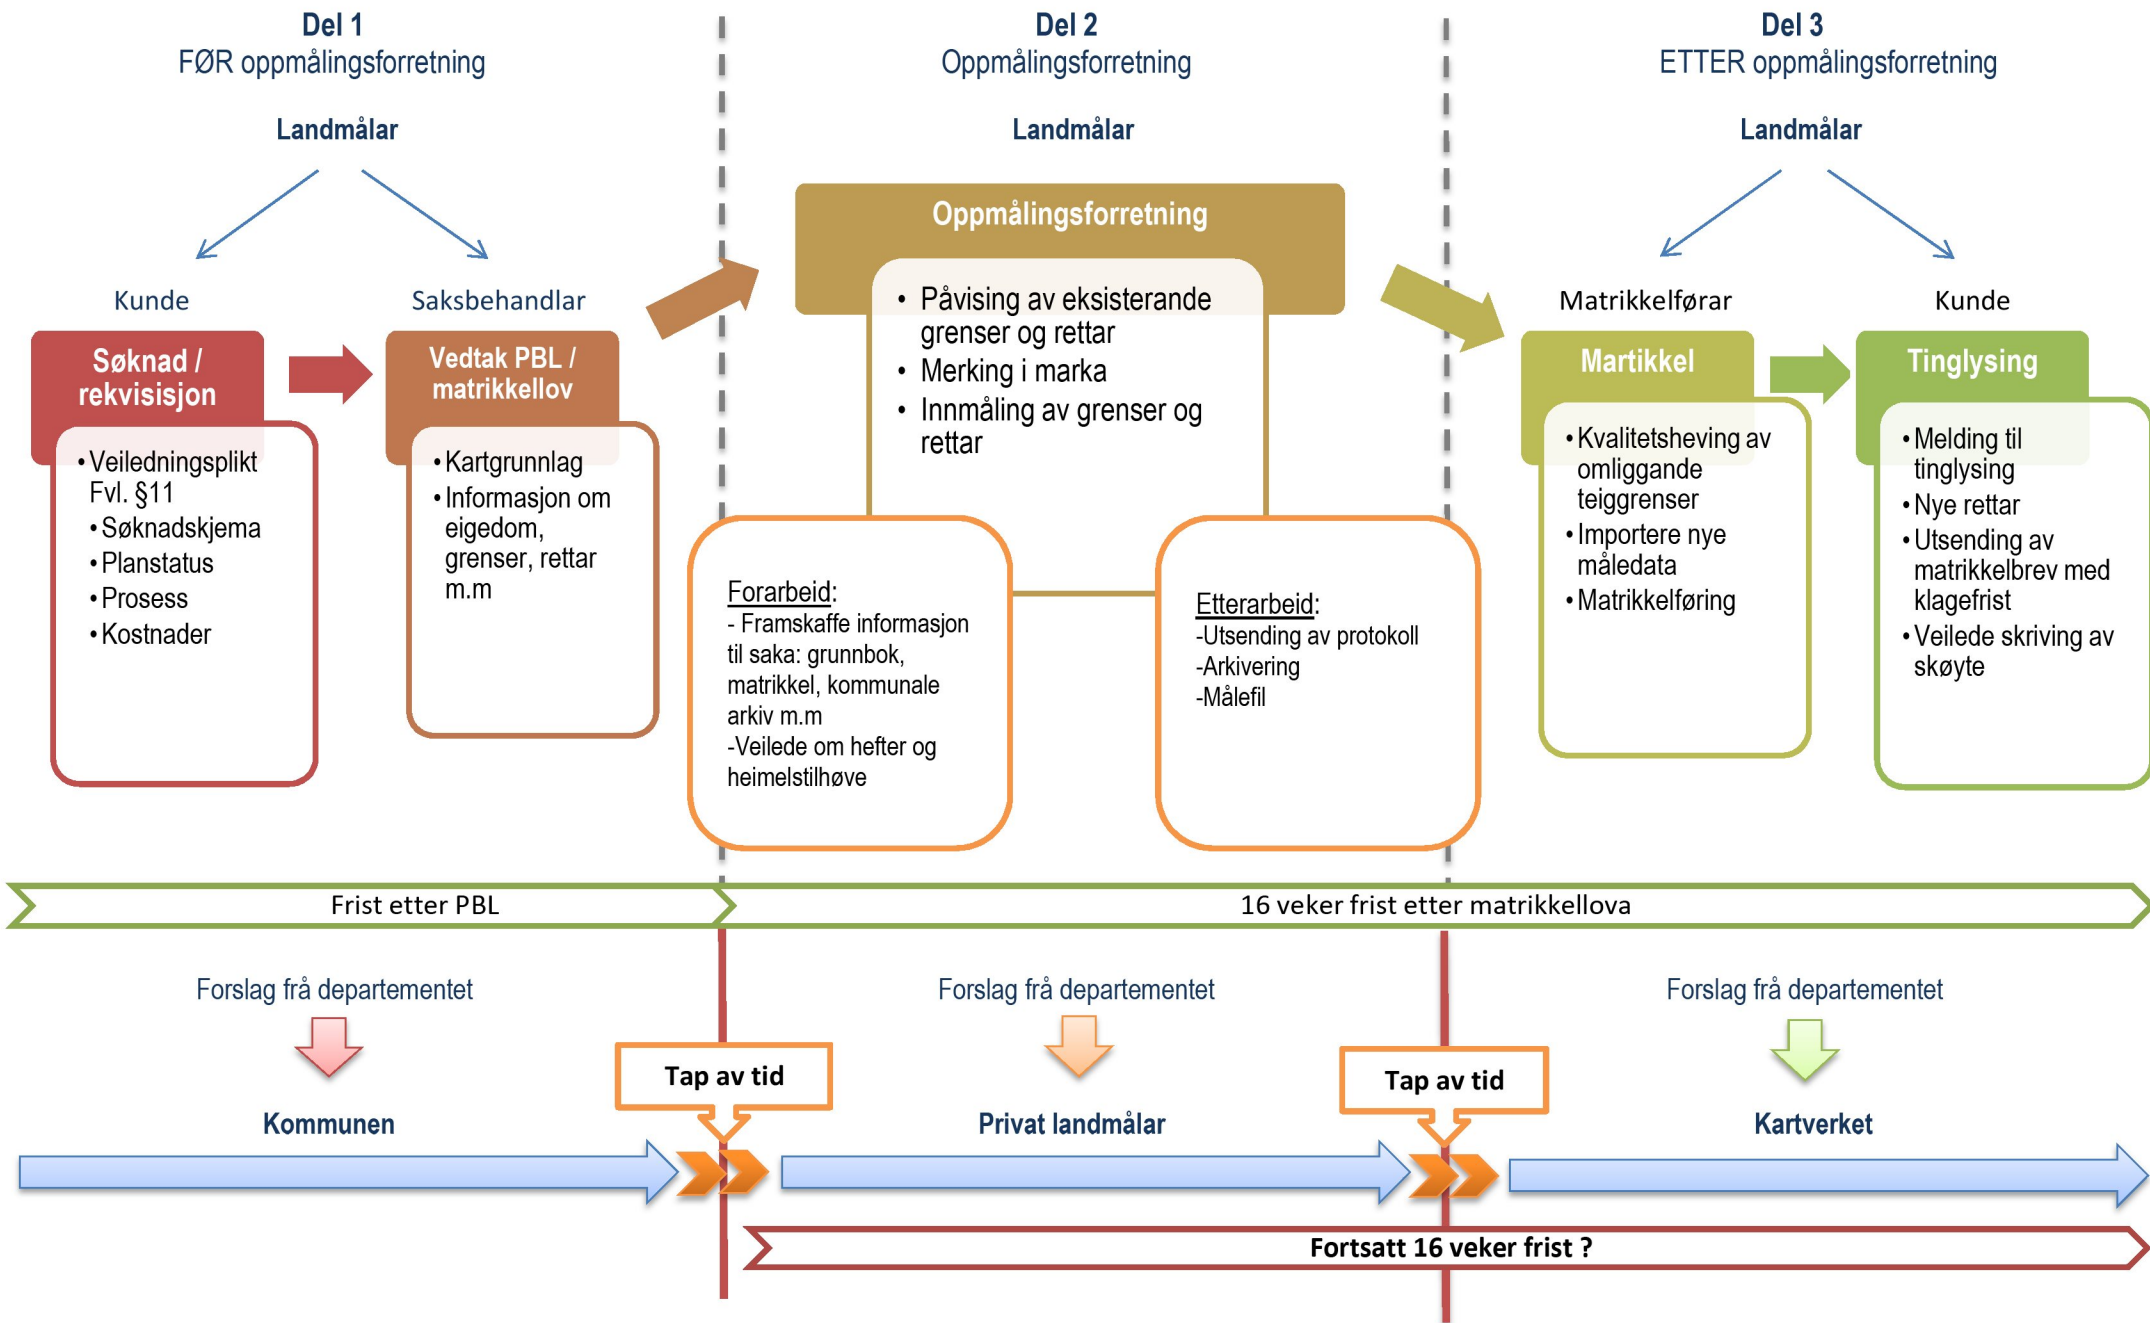 Del 1
FØR oppmålingsforretning
Landmålar
Kunde
Saksbehandlar
Søknad /
rekvisisjon
• Veiledningsplikt
Fvl. §11
• Søknadskjema
• Planstatus
• Prosess
• Kostnader
Vedtak PBL /
matrikkellov
• Kartgrunnlag
• Informasjon om
eigedom,
grenser, rettar
m.m
Del 2
Oppmålingsforretning
Landmålar
Oppmålingsforretning
• Påvising av eksisterande
grenser og rettar
• Merking i marka
• Innmåling av grenser og
rettar
Forarbeid:
- Framskaffe informasjon
til saka: grunnbok,
matrikkel, kommunale
arkiv m.m
-Veilede om hefter og
heimelstilhøve
Etterarbeid:
-Utsending av protokoll
-Arkivering
-Målefil
Del 3
ETTER oppmålingsforretning
Landmålar
Matrikkelførar
Kunde
Martikkel
• Kvalitetsheving av
omliggande
teiggrenser
• Importere nye
måledata
• Matrikkelføring
Tinglysing
• Melding til
tinglysing
• Nye rettar
• Utsending av
matrikkelbrev med
klagefrist
• Veilede skriving av
skøyte
Frist etter PBL
16 veker frist etter matrikkellova
Forslag frå departementet
Forslag frå departementet
Forslag frå departementet
Tap av tid
Tap av tid
Kommunen
Privat landmålar
Kartverket
Fortsatt 16 veker frist ?